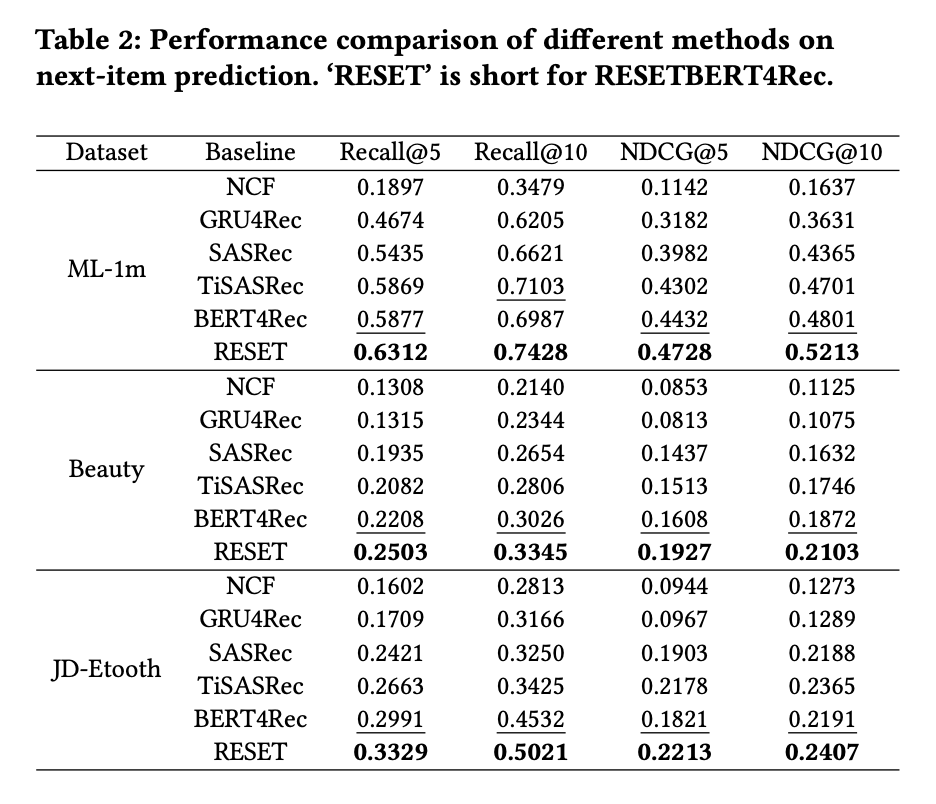 Table 2: Performance comparison of different methods on
next-item prediction. ‘RESET’ is short for RESETBERT4Rec.
Dataset Baseline Recall@5 Recall@10 NDCG@5 NDCG@10
NCF 0.1897 0.3479 0.1142 0.1637
GRU4Rec 0.4674 0.6205 0.3182 0.3631
SASRec 0.5435 0.6621 0.3982 0.4365
ML-1m
TiSASRec 0.5869 0.7103 0.4302 0.4701
BERT4Rec 0.5877 0.6987 0.4432 0.4801
RESET 0.6312 0.7428 0.4728 0.5213
NCF 0.1308 0.2140 0.0853 0.1125
GRU4Rec 0.1315 0.2344 0.0813 0.1075
SASRec 0.1935 0.2654 0.1437 0.1632
Beauty
TiSASRec 0.2082 0.2806 0.1513 0.1746
BERT4Rec 0.2208 0.3026 0.1608 0.1872
RESET 0.2503 0.3345 0.1927 0.2103
NCF 0.1602 0.2813 0.0944 0.1273
GRU4Rec 0.1709 0.3166 0.0967 0.1289
SASRec 0.2421 0.3250 0.1903 0.2188
JD-Etooth
TiSASRec 0.2663 0.3425 0.2178 0.2365
BERT4Rec 0.2991 0.4532 0.1821 0.2191
RESET 0.3329 0.5021 0.2213 0.2407